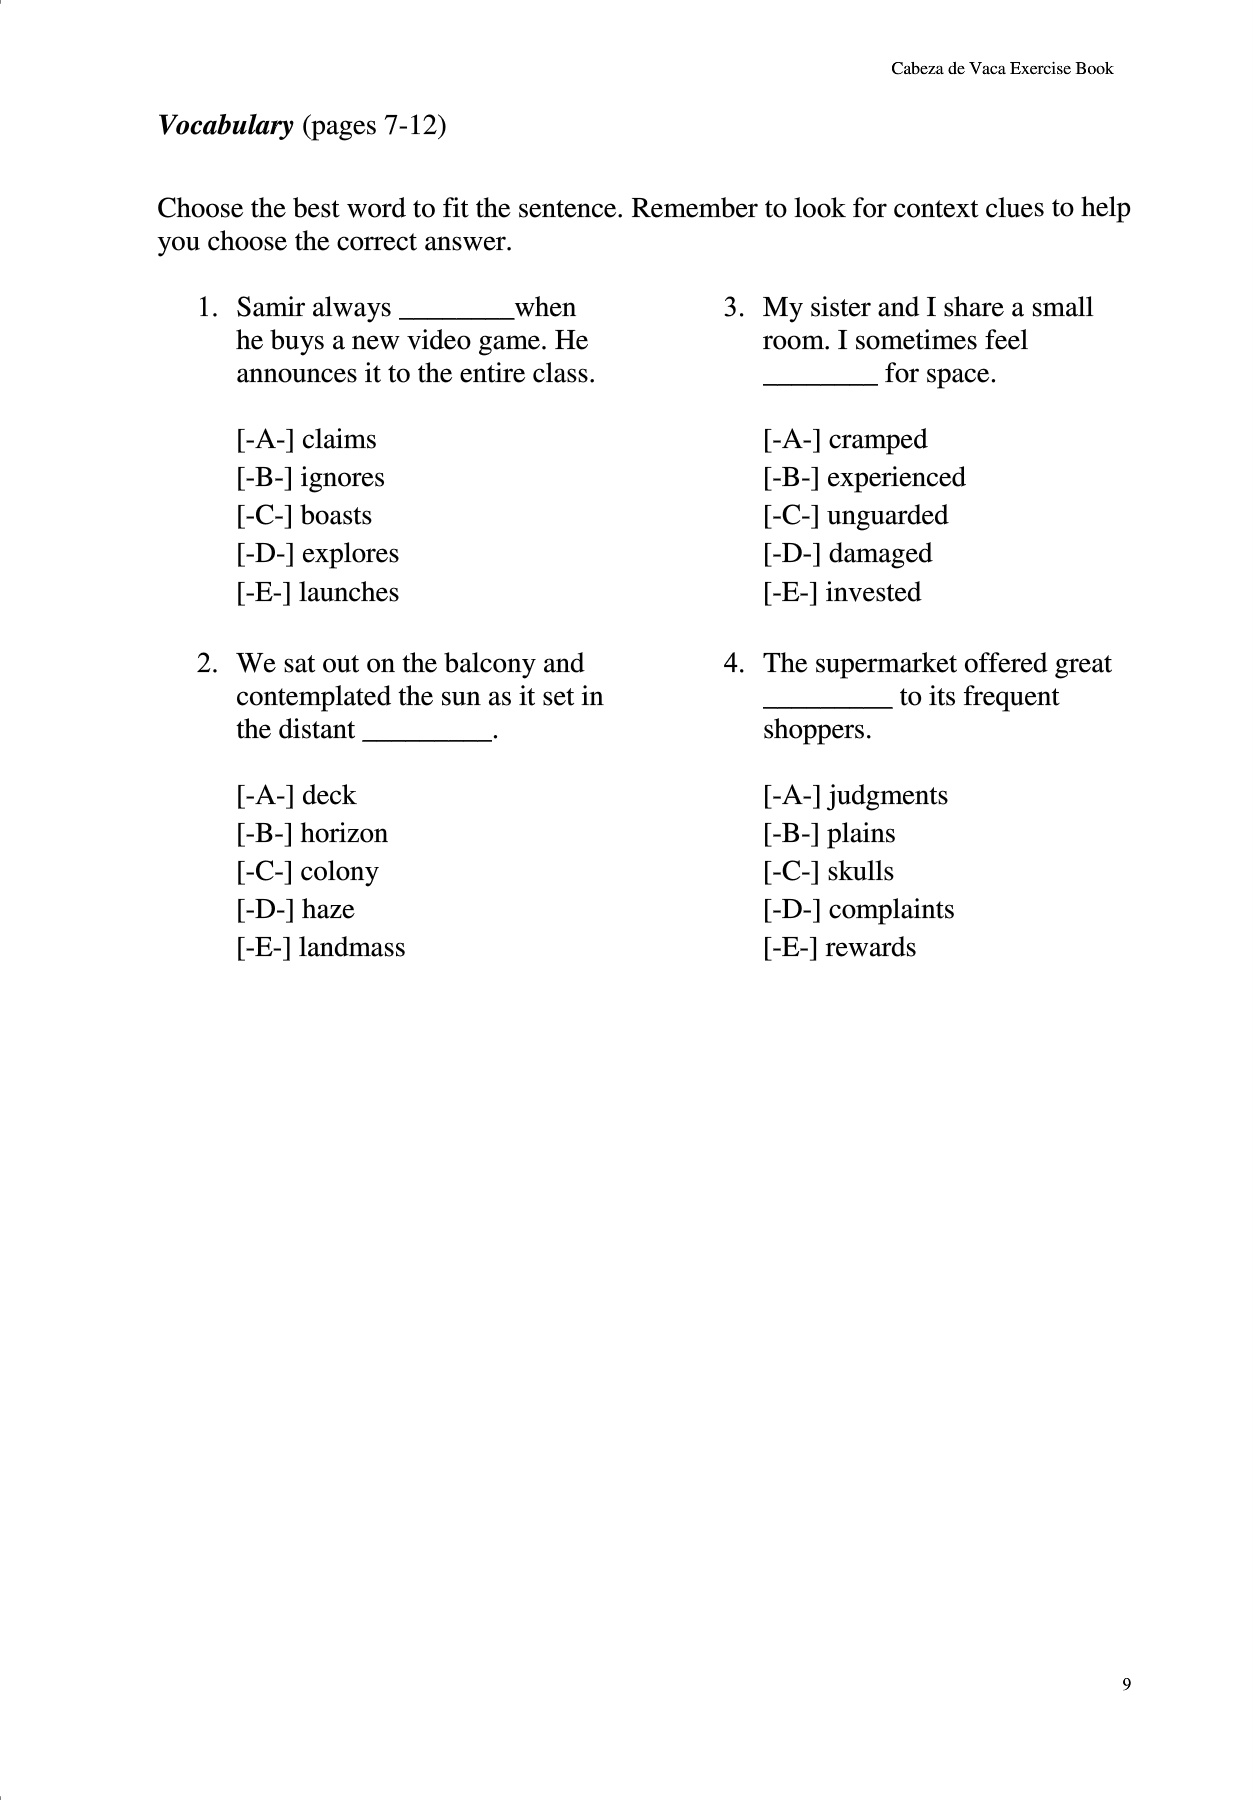 Cabeza de Vaca Exercise Book
Vocabulary (pages 7-12)
Choose the best word to fit the sentence. Remember to look for context clues to help
you choose the correct answer.
1. Samir always ________when
he buys a new video game. He
announces it to the entire class.
[-A-] claims
[-B-] ignores
[-C-] boasts
[-D-] explores
[-E-] launches
2. We sat out on the balcony and
contemplated the sun as it set in
the distant _________.
[-A-] deck
[-B-] horizon
[-C-] colony
[-D-] haze
[-E-] landmass
3. My sister and I share a small
room. I sometimes feel
________ for space.
[-A-] cramped
[-B-] experienced
[-C-] unguarded
[-D-] damaged
[-E-] invested
4. The supermarket offered great
_________ to its frequent
shoppers.
[-A-] judgments
[-B-] plains
[-C-] skulls
[-D-] complaints
[-E-] rewards
9